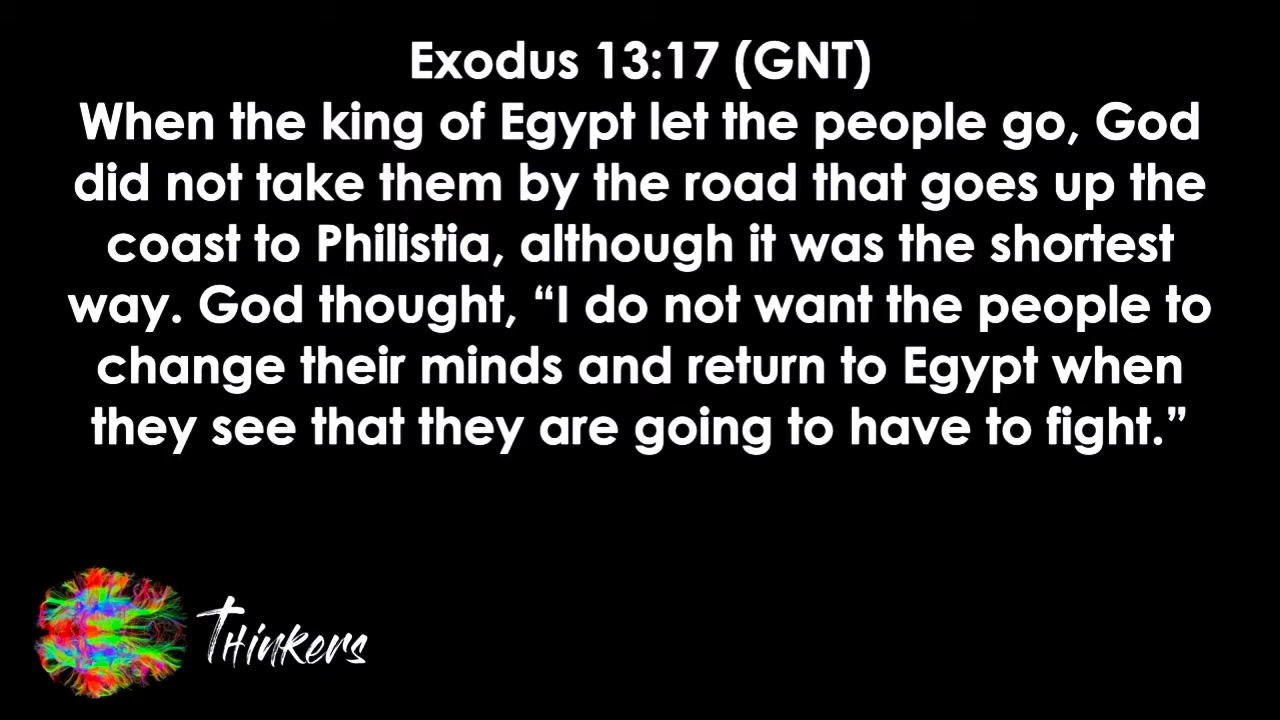 Exodus 13:17 (GNT)
When the king of Egypt let the people go, God
did not take them by the road that goes up the
coast to Philistia, although it was the shortest
way. God thought, “I do not want the people to
change their minds and return to Egypt when
they see that they are going to have to fight.”
THinKers